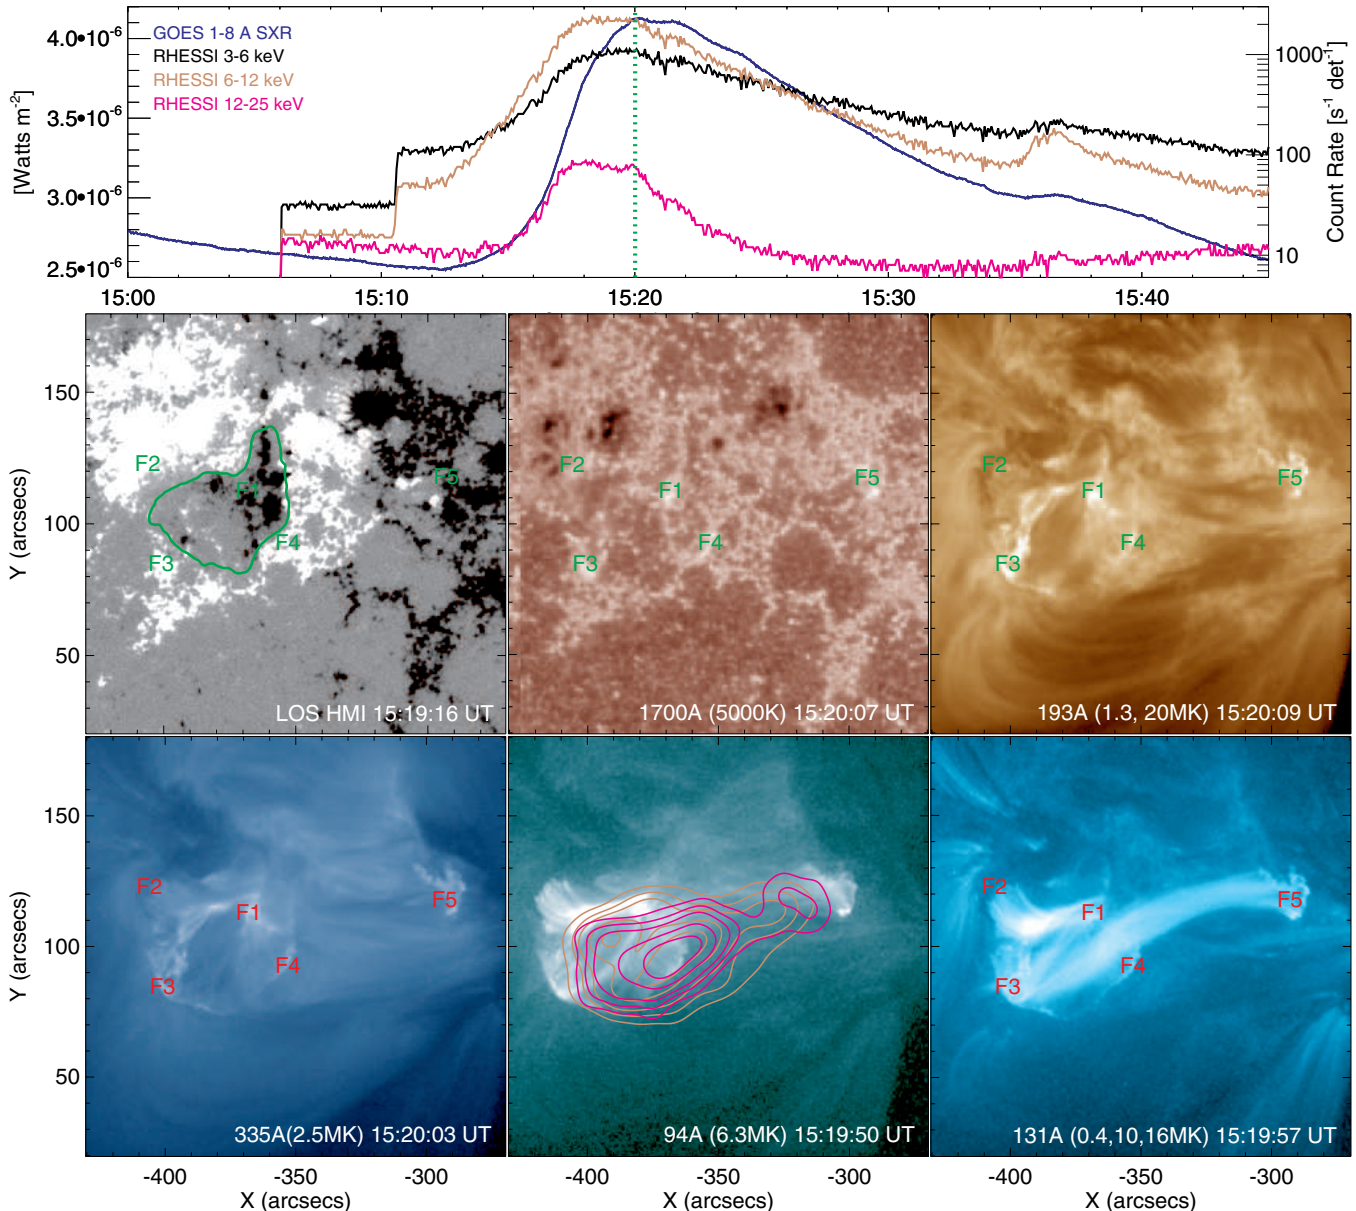 GOES 1-8 A SXR
RHESSI 3-6 keV
RHESSI 6-12 keV
RHESSI 12-25 keV
[Watts m-2]
4.0•10-6
3.5•10-6
3.0•10-6
2.5•10-6
1000
100
10
Count Rate [s-1 det-1]
15:00
15:10
15:20
15:30
15:40
Y (arcsecs)
150
100
50
F2
F1
F5
F4
F3
LOS HMI 15:19:16 UT
F2
F1
F5
F4
F3
1700A (5000K) 15:20:07 UT
F2
F1
F5
F4
F3
193A (1.3, 20MK) 15:20:09 UT
Y (arcsecs)
150
100
50
F2
F1
F5
F4
F3
335A(2.5MK) 15:20:03 UT
94A (6.3MK) 15:19:50 UT
F2
F1
F5
F4
F3
131A (0.4,10,16MK) 15:19:57 UT
-400
-350
-300
-400
-350
-300
-400
-350
-300
X (arcsecs)
X (arcsecs)
X (arcsecs)